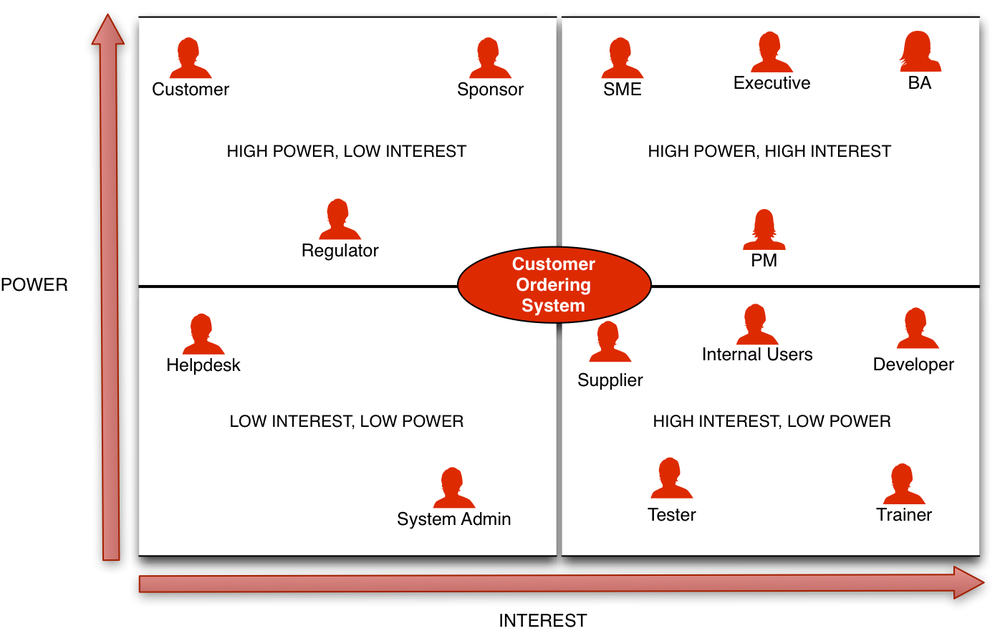 Customer
Sponsor
SME
Executive
BA
HIGH POWER, LOW INTEREST
HIGH POWER, HIGH INTEREST
Regulator
PM
POWER
Customer
Ordering
System
Helpdesk
Supplier
Internal Users
Developer
LOW INTEREST, LOW POWER
HIGH INTEREST, LOW POWER
System Admin
Tester
Trainer
INTEREST